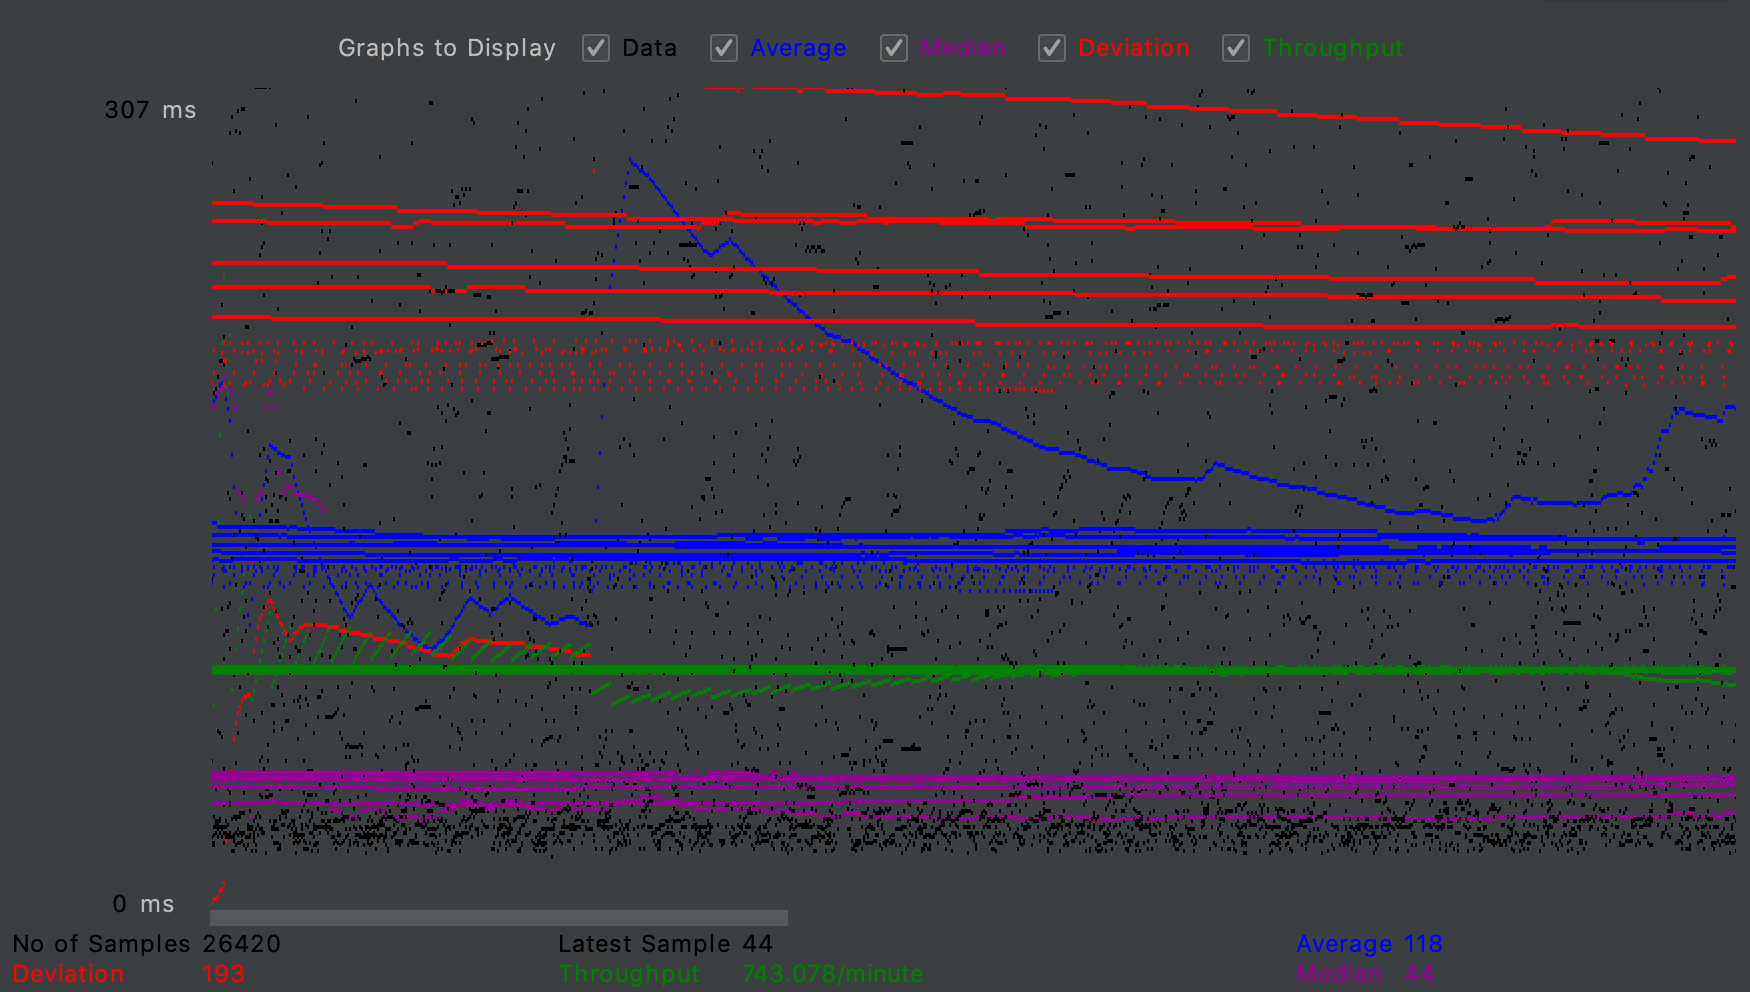 Graphs to Display Data Average Median Deviation Throughput
307 ms
0 ms
No of Samples 26420 Latest Sample 44 Average 118
Deviation 193 Throughput 743.078/minute Median 44